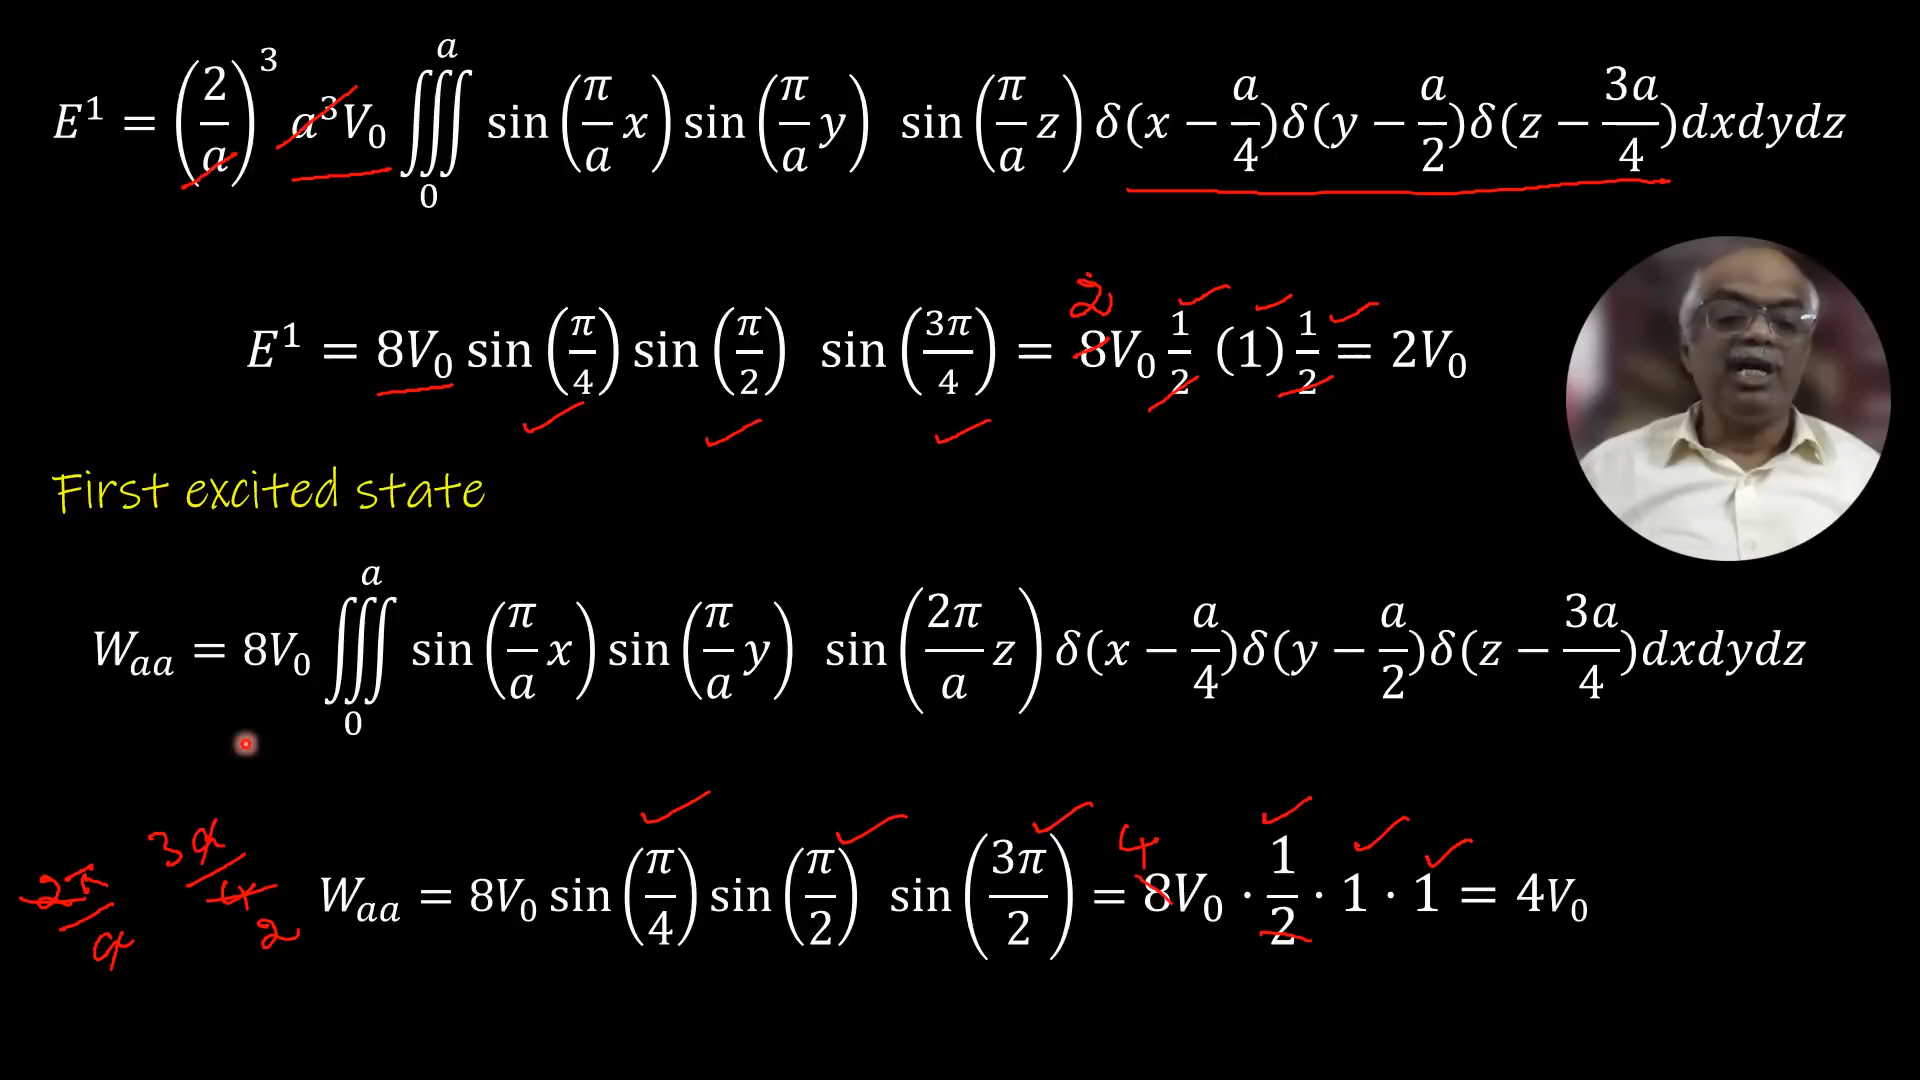 E¹ = (2/a)³ a³V₀ ∭₀ᵃ sin(π/a x) sin(π/a y) sin(π/a z) δ(x − a/4)δ(y − a/2)δ(z − 3a/4)dxdydz
2
E¹ = 8V₀ sin(π/4) sin(π/2) sin(3π/4) = 8V₀ 1/2 (1) 1/2 = 2V₀
First excited state
Wₐₐ = 8V₀ ∭₀ᵃ sin(π/a x) sin(π/a y) sin(2π/a z) δ(x − a/4)δ(y − a/2)δ(z − 3a/4)dxdydz
4
2π/a 3a/4 2 Wₐₐ = 8V₀ sin(π/4) sin(π/2) sin(3π/2) = 8V₀ · 1/2 · 1 · 1 = 4V₀